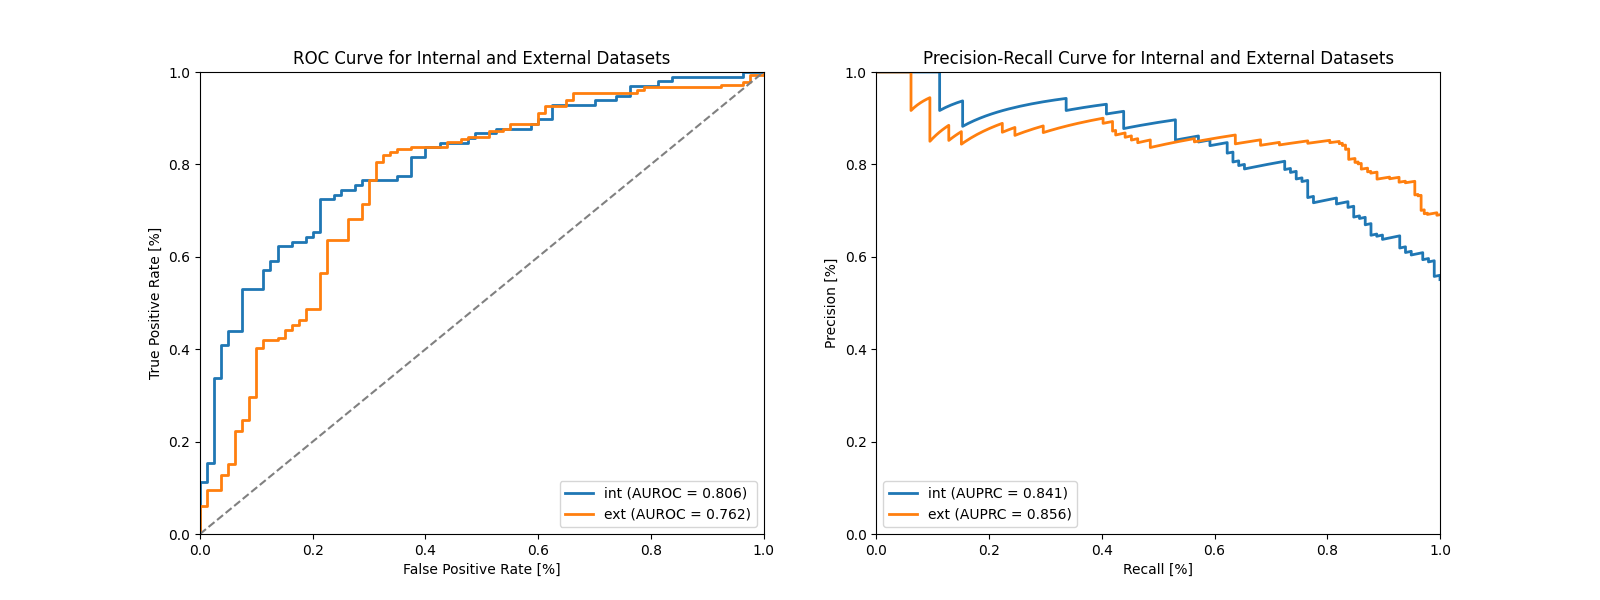 ROC Curve for Internal and External Datasets
1.0
0.8
0.6
0.4
0.2
0.0
True Positive Rate [%]
int (AUROC = 0.806)
ext (AUROC = 0.762)
0.0 0.2 0.4 0.6 0.8 1.0
False Positive Rate [%]
Precision-Recall Curve for Internal and External Datasets
1.0
0.8
0.6
0.4
0.2
0.0
Precision [%]
int (AUPRC = 0.841)
ext (AUPRC = 0.856)
0.0 0.2 0.4 0.6 0.8 1.0
Recall [%]